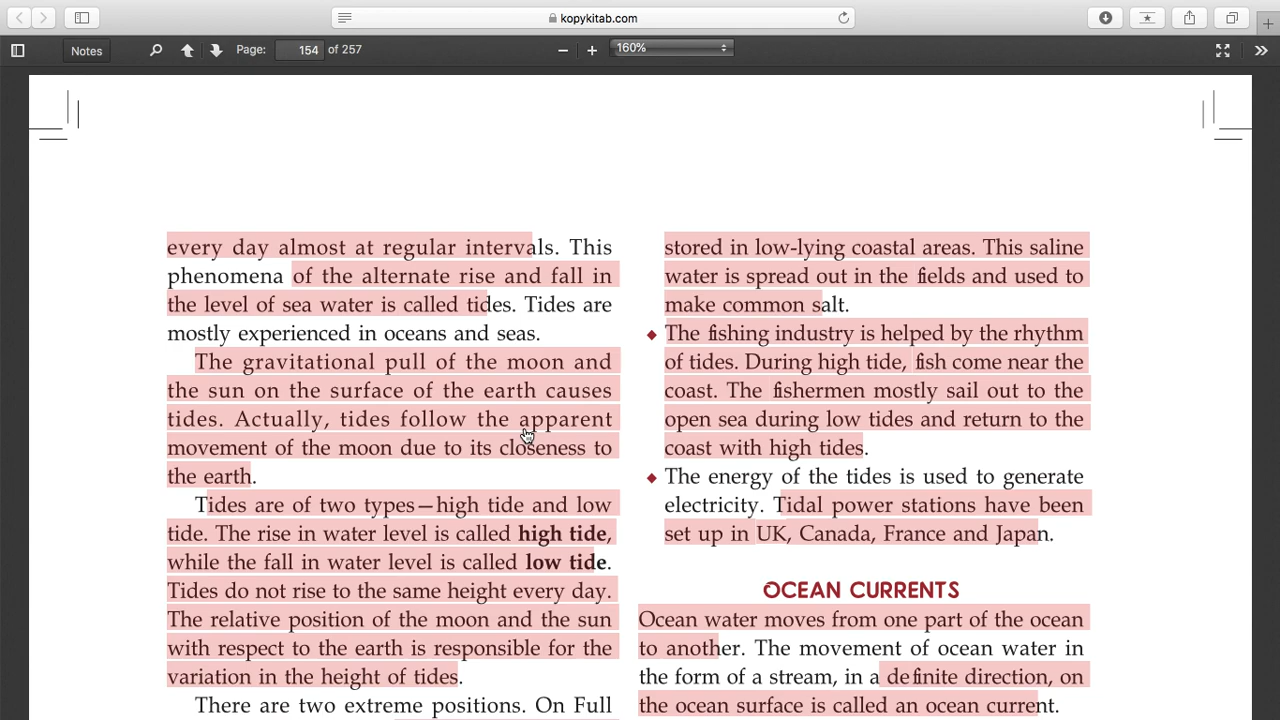 kopykitab.com
Notes
Page:
154
of 257
160%
every day almost at regular intervals. This
phenomena of the alternate rise and fall in
the level of sea water is called tides. Tides are
mostly experienced in oceans and seas.
The gravitational pull of the moon and
the sun on the surface of the earth causes
tides. Actually, tides follow the apparent
movement of the moon due to its closeness to
the earth.
Tides are of two types—high tide and low
tide. The rise in water level is called high tide,
while the fall in water level is called low tide.
Tides do not rise to the same height every day.
The relative position of the moon and the sun
with respect to the earth is responsible for the
variation in the height of tides.
There are two extreme positions. On Full
stored in low-lying coastal areas. This saline
water is spread out in the fields and used to
make common salt.
◆ The fishing industry is helped by the rhythm
of tides. During high tide, fish come near the
coast. The fishermen mostly sail out to the
open sea during low tides and return to the
coast with high tides.
◆ The energy of the tides is used to generate
electricity. Tidal power stations have been
set up in UK, Canada, France and Japan.
OCEAN CURRENTS
Ocean water moves from one part of the ocean
to another. The movement of ocean water in
the form of a stream, in a definite direction, on
the ocean surface is called an ocean current.